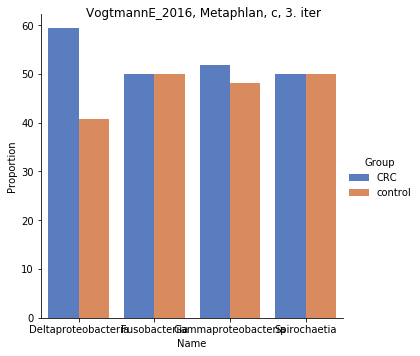 VogtmannE_2016, Metaphlan, c, 3. iter
60
50
40
30
20
10
0
Proportion
Deltaproteobacteria Fusobacteriia Gammaproteobacteria Spirochaetia
Name
Group
CRC
control